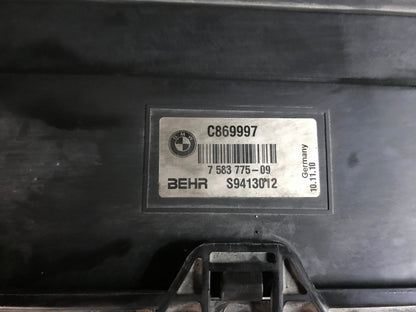 C869997
7 583 775-09
BEHR S9413012
Germany
10.11.10